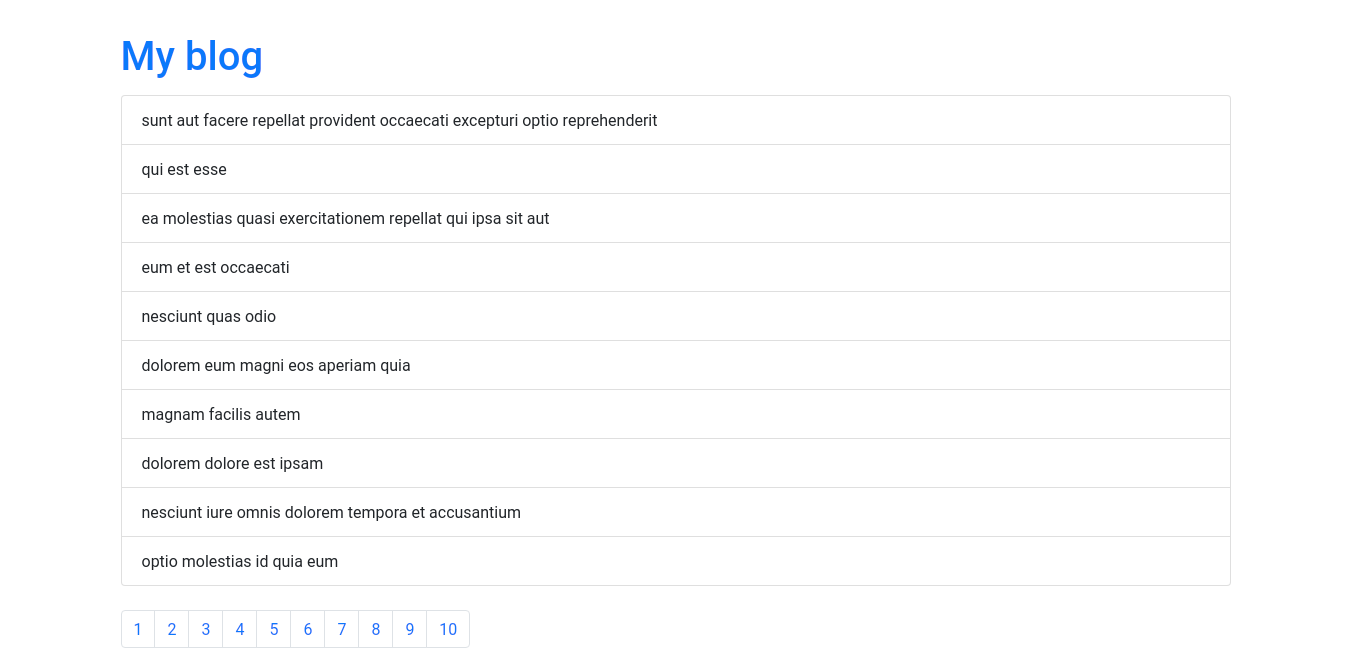 My blog
sunt aut facere repellat provident occaecati excepturi optio reprehenderit
qui est esse
ea molestias quasi exercitationem repellat qui ipsa sit aut
eum et est occaecati
nesciunt quas odio
dolorem eum magni eos aperiam quia
magnam facilis autem
dolorem dolore est ipsam
nesciunt iure omnis dolorem tempora et accusantium
optio molestias id quia eum
1 2 3 4 5 6 7 8 9 10